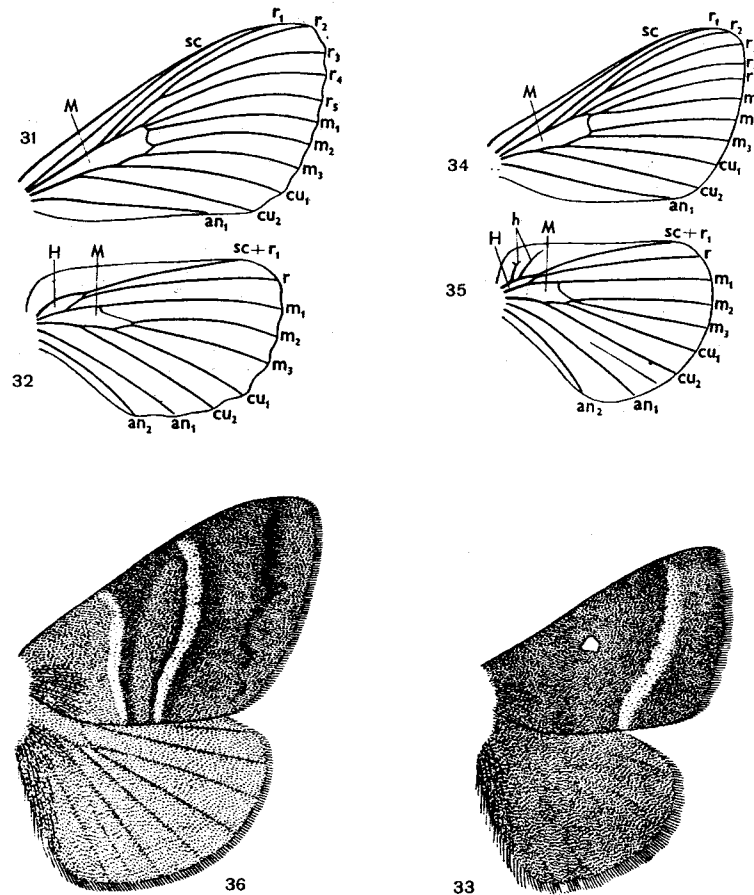 sc
r₁
r₂
r₃
r₄
r₅
m₁
m₂
m₃
cu₁
cu₂
an₁
M
31
H
M
sc+r₁
r
m₁
m₂
m₃
cu₁
cu₂
an₁
an₂
32
sc
r₁
r₂
r
r
r
m
m
m₃
cu₁
cu₂
an₁
M
34
h
H
M
sc+r₁
r
m₁
m₂
m₃
cu₁
cu₂
an₁
an₂
35
36
33